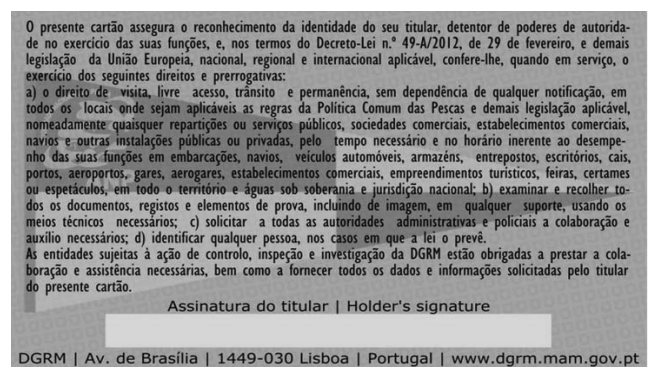 O presente cartão assegura o reconhecimento da identidade do seu titular, detentor de poderes de autorida-
de no exercício das suas funções, e, nos termos do Decreto-Lei n.º 49-A/2012, de 29 de fevereiro, e demais
legislação da União Europeia, nacional, regional e internacional aplicável, confere-lhe, quando em serviço, o
exercício dos seguintes direitos e prerrogativas:
a) o direito de visita, livre acesso, trânsito e permanência, sem dependência de qualquer notificação, em
todos os locais onde sejam aplicáveis as regras da Política Comum das Pescas e demais legislação aplicável,
nomeadamente quaisquer repartições ou serviços públicos, sociedades comerciais, estabelecimentos comerciais,
navios e outras instalações públicas ou privadas, pelo tempo necessário e no horário inerente ao desempe-
nho das suas funções em embarcações, navios, veículos automóveis, armazéns, entrepostos, escritórios, cais,
portos, aeroportos, gares, aerogares, estabelecimentos comerciais, empreendimentos turísticos, feiras, certames
ou espetáculos, em todo o território e águas sob soberania e jurisdição nacional; b) examinar e recolher to-
dos os documentos, registos e elementos de prova, incluindo de imagem, em qualquer suporte, usando os
meios técnicos necessários; c) solicitar a todas as autoridades administrativas e policiais a colaboração e
auxílio necessários; d) identificar qualquer pessoa, nos casos em que a lei o prevê.
As entidades sujeitas à ação de controlo, inspeção e investigação da DGRM estão obrigadas a prestar a cola-
boração e assistência necessárias, bem como a fornecer todos os dados e informações solicitadas pelo titular
do presente cartão.
Assinatura do titular | Holder's signature
DGRM | Av. de Brasília | 1449-030 Lisboa | Portugal | www.dgrm.mam.gov.pt